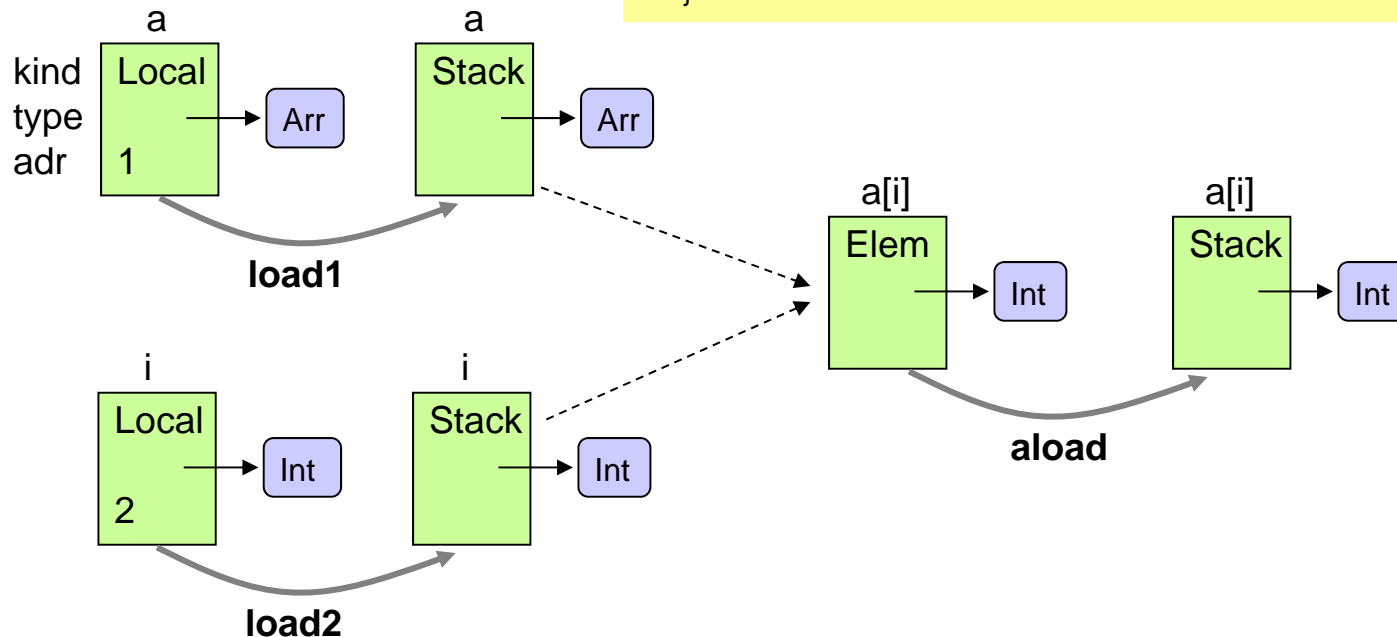 }
a
a
kind
type
adr
Local
1
Arr
Stack
Arr
load1
a[i]
a[i]
Elem
Int
Stack
Int
aload
i
i
Local
2
Int
Stack
Int
load2